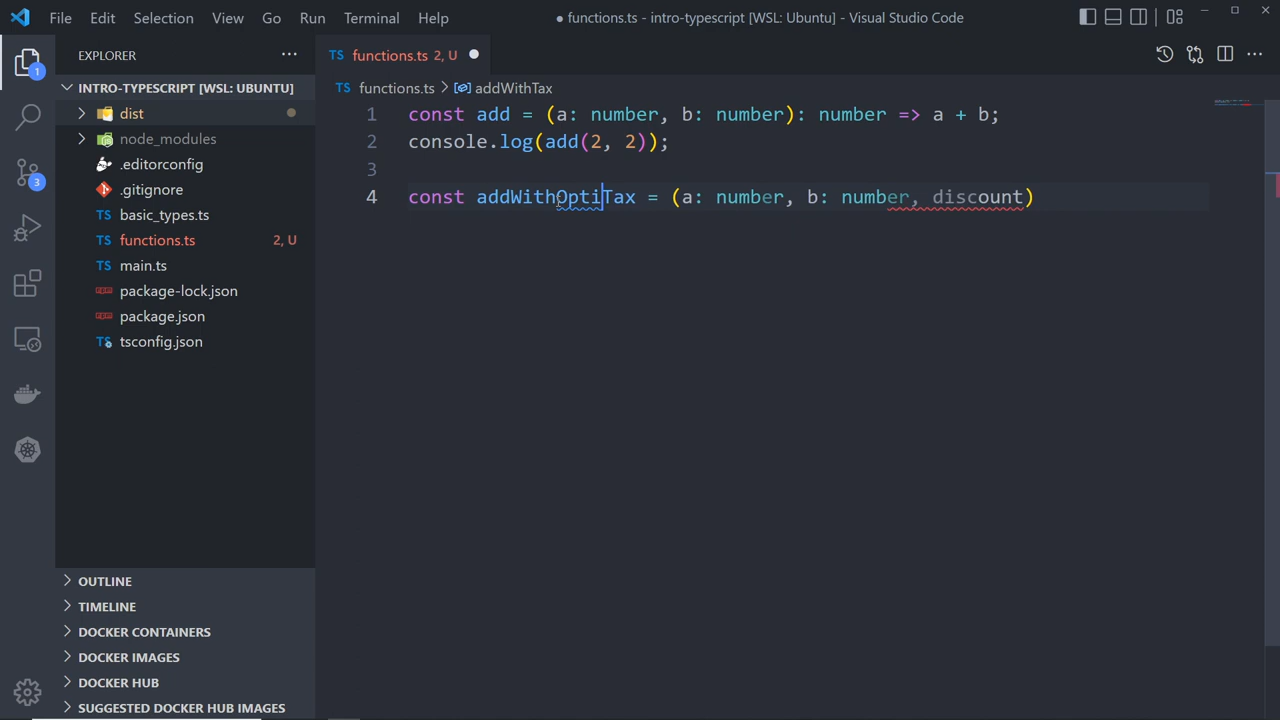 File Edit Selection View Go Run Terminal Help
● functions.ts - intro-typescript [WSL: Ubuntu] - Visual Studio Code
EXPLORER ···
TS functions.ts 2, U ●
INTRO-TYPESCRIPT [WSL: UBUNTU]
TS functions.ts > addWithTax
dist
node_modules
.editorconfig
.gitignore
TS basic_types.ts
TS functions.ts 2, U
TS main.ts
package-lock.json
package.json
TS tsconfig.json
1
3
1 const add = (a: number, b: number): number => a + b;
2 console.log(add(2, 2));
3
4 const addWithOptiTax = (a: number, b: number, discount)
OUTLINE
TIMELINE
DOCKER CONTAINERS
DOCKER IMAGES
DOCKER HUB
SUGGESTED DOCKER HUB IMAGES